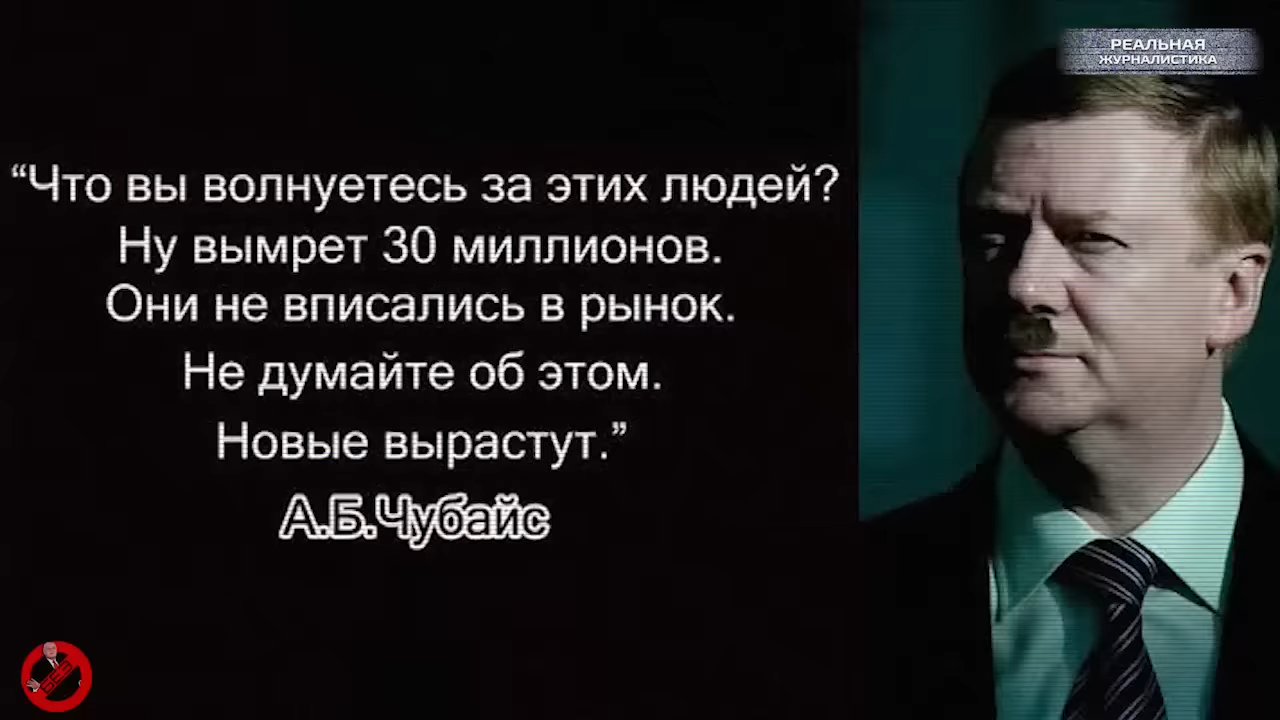 РЕАЛЬНАЯ
ЖУРНАЛИСТИКА
“Что вы волнуетесь за этих людей?
Ну вымрет 30 миллионов.
Они не вписались в рынок.
Не думайте об этом.
Новые вырастут.”
А.Б.Чубайс
БЕЗ